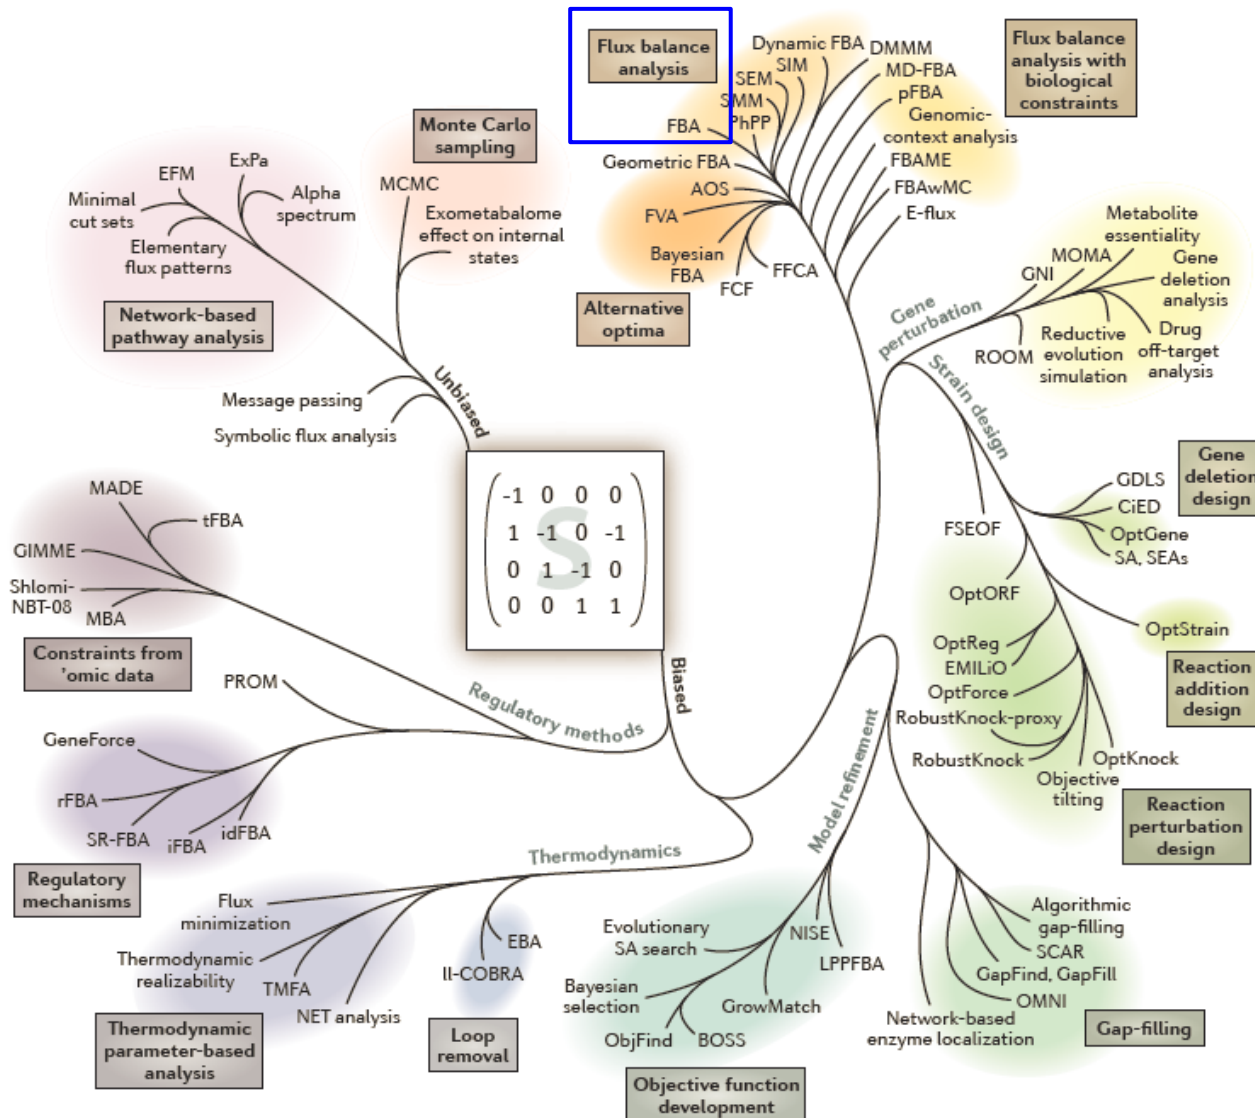 Flux balance
analysis
Dynamic FBA
SIM
SEM
SMM
PhPP
FBA
DMMM
MD-FBA
pFBA
Genomic-
context analysis
FBAME
FBAwMC
E-flux
Flux balance
analysis with
biological
constraints
Monte Carlo
sampling
MCMC
Exometabalome
effect on internal
states
ExPa
EFM
Alpha
spectrum
Minimal
cut sets
Elementary
flux patterns
Network-based
pathway analysis
Geometric FBA
AOS
FVA
Bayesian
FBA
FCF
FFCA
Alternative
optima
Gene
perturbation
GNI
MOMA
Metabolite
essentiality
Gene
deletion
analysis
ROOM
Reductive
evolution
simulation
Drug
off-target
analysis
Message passing
Symbolic flux analysis
Unbiased
Strain design
S
-1 0 0 0
1 -1 0 -1
0 1 -1 0
0 0 1 1
Gene
deletion
design
GDLS
CiED
OptGene
SA, SEAs
FSEOF
OptORF
OptStrain
Reaction
addition
design
OptReg
EMILiO
OptForce
RobustKnock-proxy
RobustKnock
OptKnock
Objective
tilting
Reaction
perturbation
design
MADE
tFBA
GIMME
Shlomi-
NBT-08
MBA
Constraints from
'omic data
PROM
Regulatory methods
Biased
GeneForce
rFBA
SR-FBA
iFBA
idFBA
Regulatory
mechanisms
Thermodynamics
Model refinement
Flux
minimization
Thermodynamic
realizability
TMFA
NET analysis
Thermodynamic
parameter-based
analysis
EBA
ll-COBRA
Loop
removal
Evolutionary
SA search
Bayesian
selection
ObjFind
BOSS
GrowMatch
NISE
LPPFBA
Objective function
development
Algorithmic
gap-filling
SCAR
GapFind, GapFill
OMNI
Network-based
enzyme localization
Gap-filling